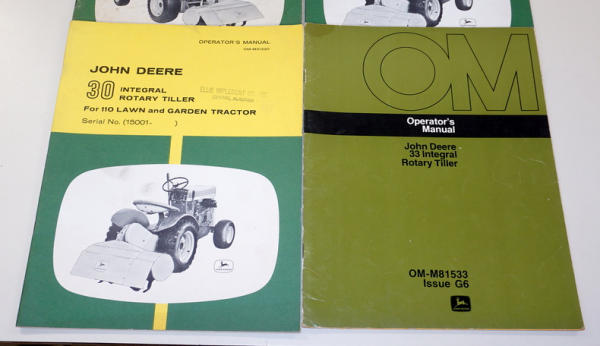 OPERATOR'S MANUAL
JOHN DEERE
30 INTEGRAL
ROTARY TILLER
For 110 LAWN and GARDEN TRACTOR
Serial No. (15001- )
OM
Operator's
Manual
John Deere
33 Integral
Rotary Tiller
OM-M81533
Issue G6